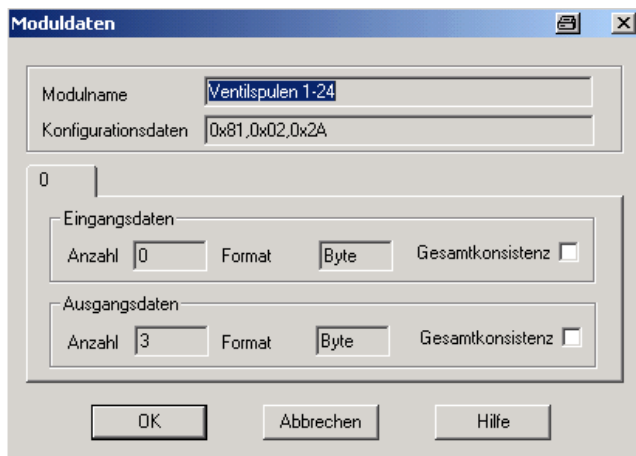 Moduldaten
Modulname Ventilspulen 1-24
Konfigurationsdaten 0x81,0x02,0x2A
0
Eingangsdaten
Anzahl 0 Format Byte Gesamtkonsistenz
Ausgangsdaten
Anzahl 3 Format Byte Gesamtkonsistenz
OK Abbrechen Hilfe